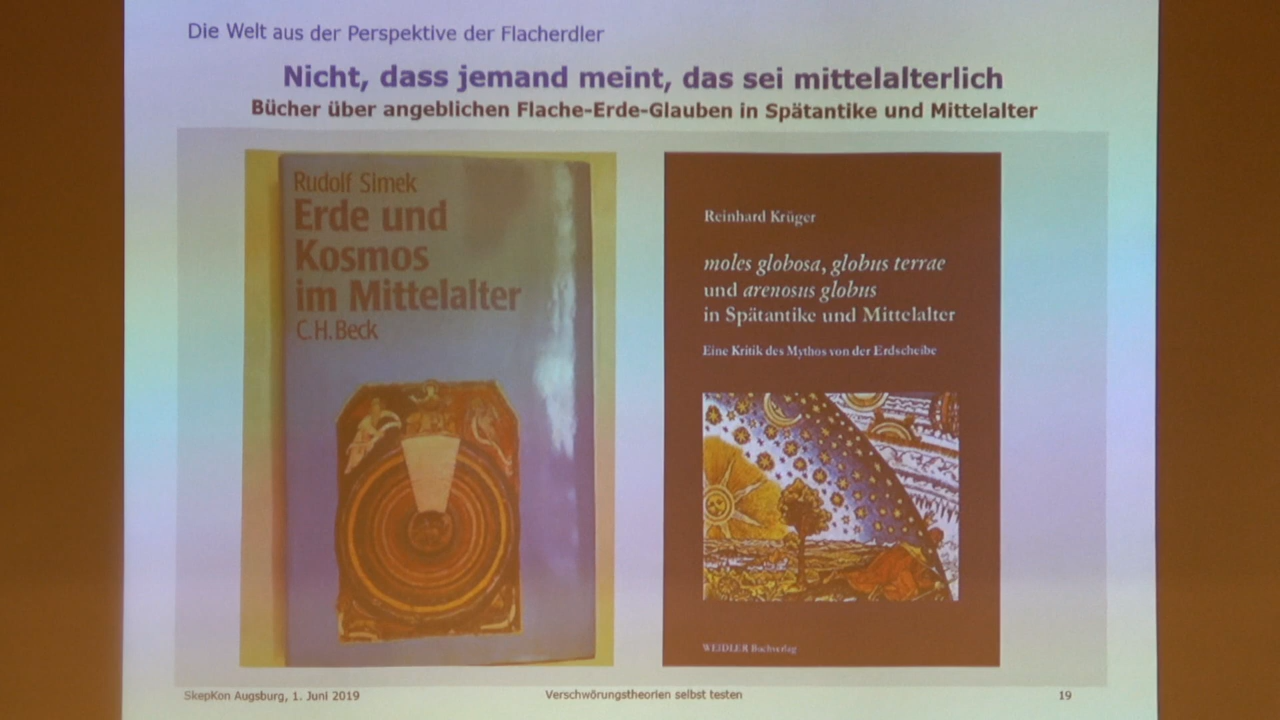 Die Welt aus der Perspektive der Flacherdler
Nicht, dass jemand meint, das sei mittelalterlich
Bücher über angeblichen Flache-Erde-Glauben in Spätantike und Mittelalter
Rudolf Simek
Erde und
Kosmos
im Mittelalter
C.H.Beck
Reinhard Krüger
moles globosa, globus terrae
und arenosus globus
in Spätantike und Mittelalter
Eine Kritik des Mythos von der Erdscheibe
WEIDLER Buchverlag
SkepKon Augsburg, 1. Juni 2019
Verschwörungstheorien selbst testen
19